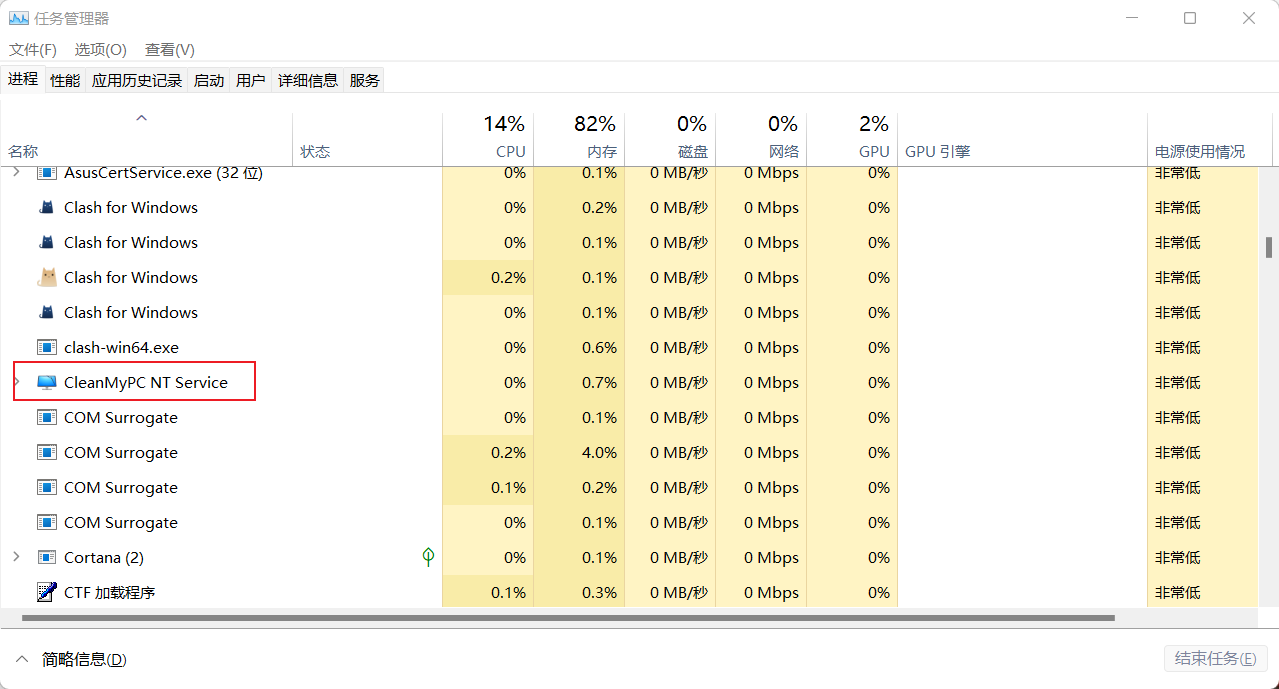 任务管理器
文件(F) 选项(O) 查看(V)
进程 性能 应用历史记录 启动 用户 详细信息 服务
14% 82% 0% 0% 2%
名称 状态 CPU 内存 磁盘 网络 GPU GPU 引擎 电源使用情况
AsusCertService.exe (32 位) 0% 0.1% 0 MB/秒 0 Mbps 0% 非常低
Clash for Windows 0% 0.2% 0 MB/秒 0 Mbps 0% 非常低
Clash for Windows 0% 0.1% 0 MB/秒 0 Mbps 0% 非常低
Clash for Windows 0.2% 0.1% 0 MB/秒 0 Mbps 0% 非常低
Clash for Windows 0% 0.1% 0 MB/秒 0 Mbps 0% 非常低
clash-win64.exe 0% 0.6% 0 MB/秒 0 Mbps 0% 非常低
CleanMyPC NT Service 0% 0.7% 0 MB/秒 0 Mbps 0% 非常低
COM Surrogate 0% 0.1% 0 MB/秒 0 Mbps 0% 非常低
COM Surrogate 0.2% 4.0% 0 MB/秒 0 Mbps 0% 非常低
COM Surrogate 0.1% 0.2% 0 MB/秒 0 Mbps 0% 非常低
COM Surrogate 0% 0.1% 0 MB/秒 0 Mbps 0% 非常低
Cortana (2) 0% 0.1% 0 MB/秒 0 Mbps 0% 非常低
CTF 加载程序 0.1% 0.3% 0 MB/秒 0 Mbps 0% 非常低
简略信息(D) 结束任务(E)